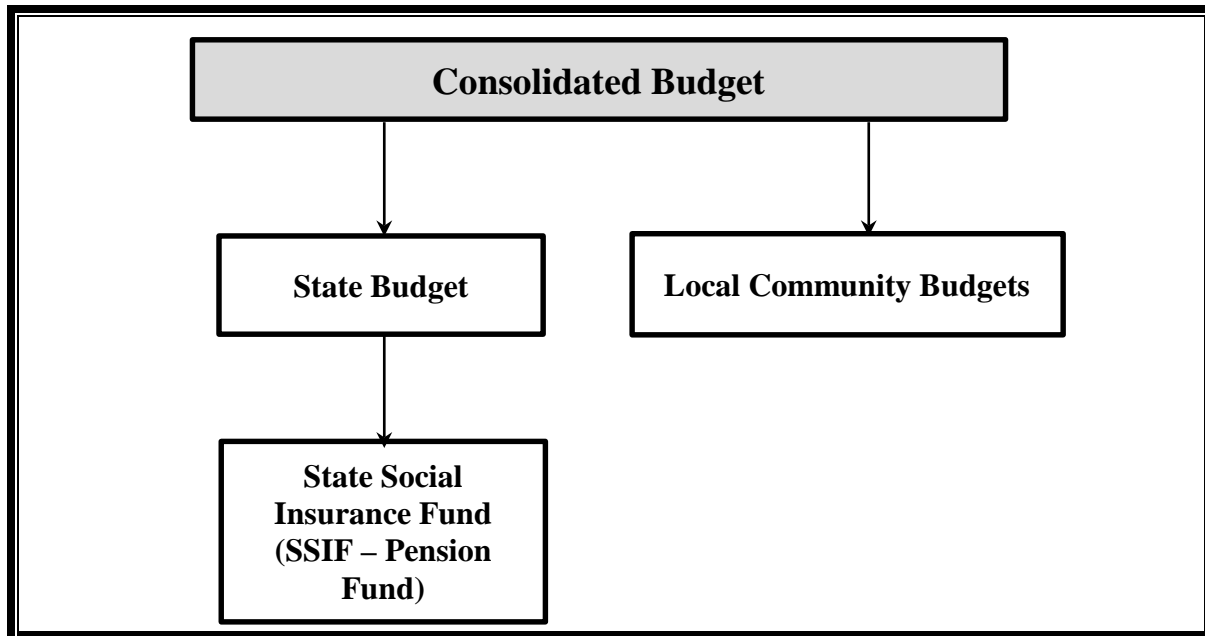 Consolidated Budget
State Budget
Local Community Budgets
State Social
Insurance Fund
(SSIF – Pension
Fund)